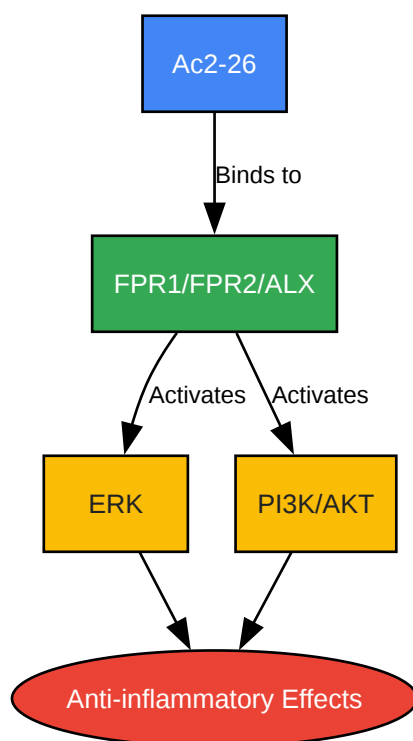 Ac2-26
Binds to
FPR1/FPR2/ALX
Activates
Activates
ERK
PI3K/AKT
Anti-inflammatory Effects